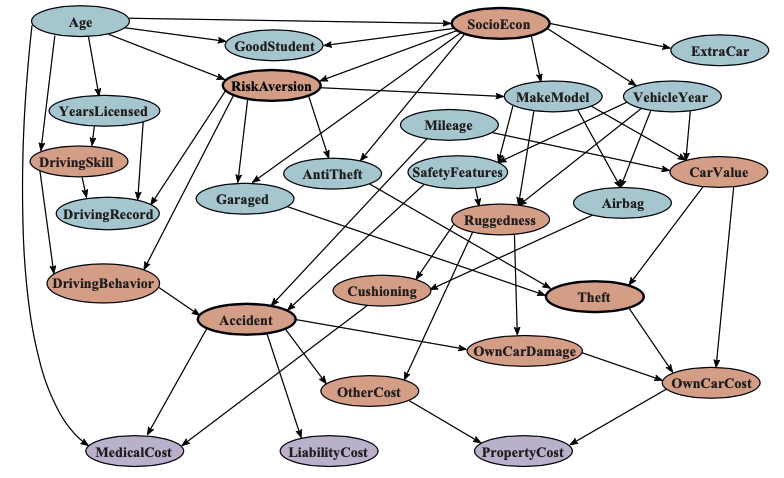 Age
SocioEcon
GoodStudent
ExtraCar
RiskAversion
MakeModel
VehicleYear
YearsLicensed
Mileage
DrivingSkill
AntiTheft
SafetyFeatures
CarValue
Garaged
Airbag
DrivingRecord
Ruggedness
DrivingBehavior
Cushioning
Theft
Accident
OwnCarDamage
OtherCost
OwnCarCost
MedicalCost
LiabilityCost
PropertyCost